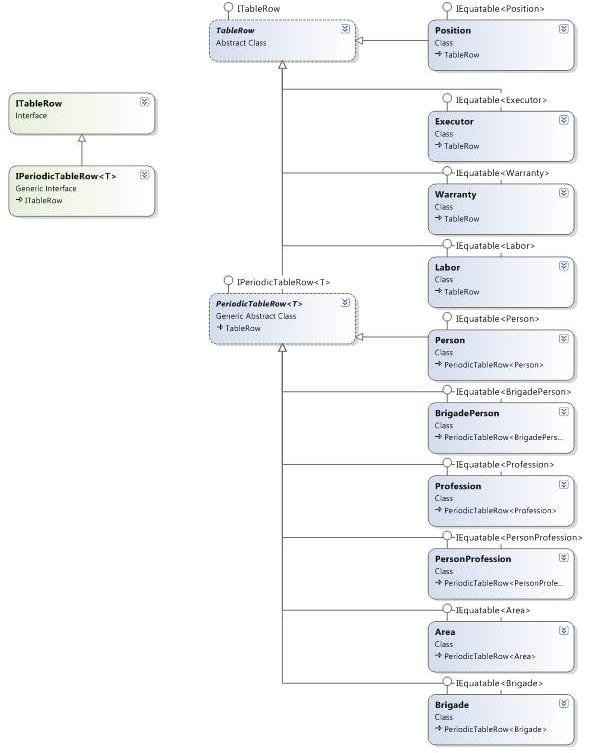 ITableRow
TableRow
Abstract Class
IEquatable<Position>
Position
Class
TableRow
ITableRow
Interface
IPeriodicTableRow<T>
Generic Interface
ITableRow
IEquatable<Executor>
Executor
Class
TableRow
IEquatable<Warranty>
Warranty
Class
TableRow
IEquatable<Labor>
Labor
Class
TableRow
IPeriodicTableRow<T>
PeriodicTableRow<T>
Generic Abstract Class
TableRow
IEquatable<Person>
Person
Class
PeriodicTableRow<Person>
IEquatable<BrigadePerson>
BrigadePerson
Class
PeriodicTableRow<BrigadePers...
IEquatable<Profession>
Profession
Class
PeriodicTableRow<Profession>
IEquatable<PersonProfession>
PersonProfession
Class
PeriodicTableRow<PersonProfe...
IEquatable<Area>
Area
Class
PeriodicTableRow<Area>
IEquatable<Brigade>
Brigade
Class
PeriodicTableRow<Brigade>